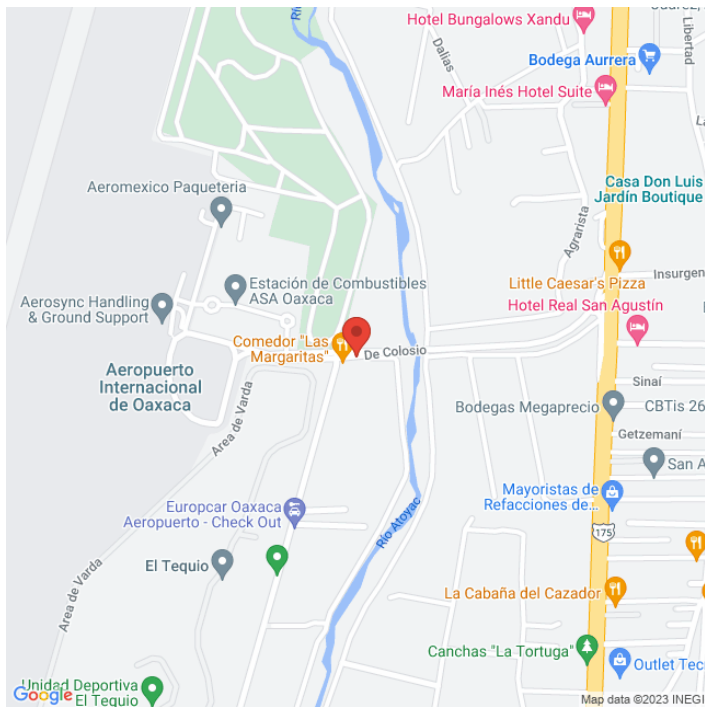 Hotel Bungalows Xandu
Libertad
Dalias
Bodega Aurrera
María Inés Hotel Suite
Aeromexico Paqueteria
Casa Don Luis
Jardín Boutique
Agrarista
Estación de Combustibles
ASA Oaxaca
Little Caesar's Pizza
Insurgen
Aerosync Handling
& Ground Support
Hotel Real San Agustín
Comedor "Las
Margaritas"
De Colosio
Aeropuerto
Internacional
de Oaxaca
Area de Varda
Sinaí
Bodegas Megaprecio
CBTis 26
Getzemaní
San A
Mayoristas de
Refacciones de...
Europcar Oaxaca
Aeropuerto - Check Out
Río Atoyac
175
El Tequio
La Cabaña del Cazador
Area de Varda
Canchas "La Tortuga"
Outlet Tec
Unidad Deportiva
El Tequio
Google
Map data ©2023 INEGI